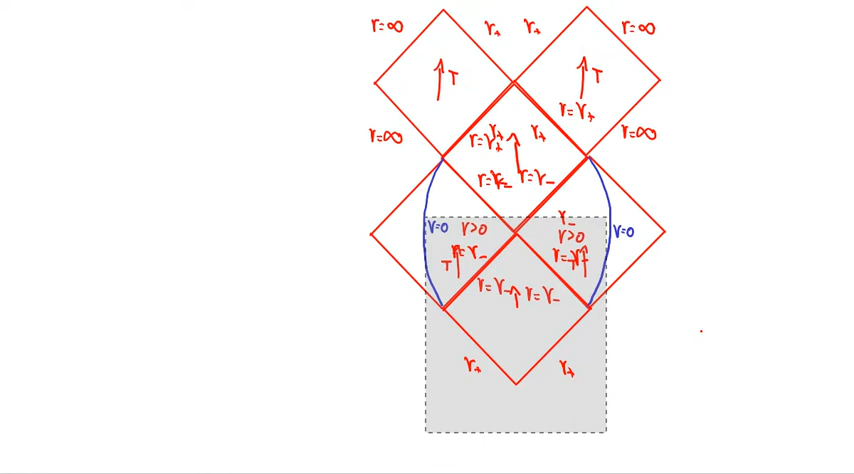 r=∞ r₊ r₊ r=∞
T T
r=r₊
r=∞ r₊ r₊ r=∞
r=r₊
r=r₋ r=r₋
r₋
r=0 r>0 r>0 r=0
r=r₋ r=r₋
T T
r=r₋ r=r₋
r₊ r₊